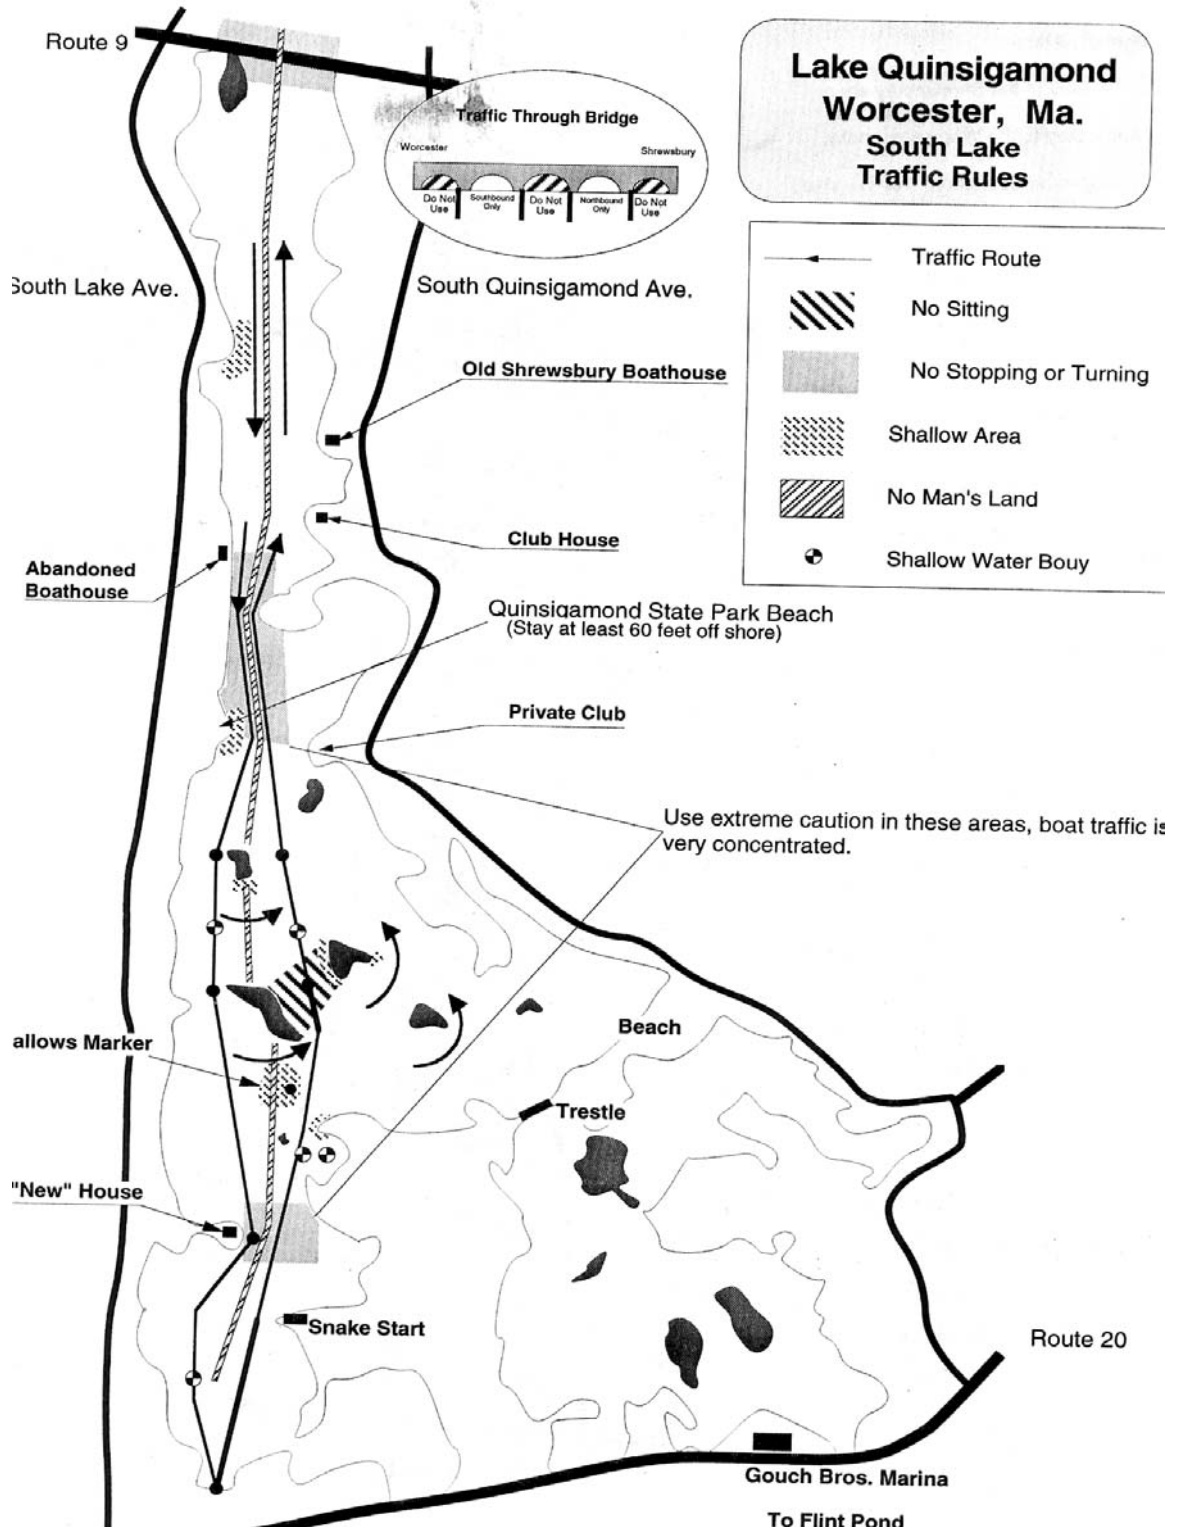 Route 9
Lake Quinsigamond
Worcester, Ma.
South Lake
Traffic Rules
Traffic Through Bridge
Worcester
Shrewsbury
Do Not
Use
Southbound
Only
Do Not
Use
Northbound
Only
Do Not
Use
Traffic Route
No Sitting
No Stopping or Turning
Shallow Area
No Man's Land
Shallow Water Bouy
South Lake Ave.
South Quinsigamond Ave.
Old Shrewsbury Boathouse
Club House
Abandoned
Boathouse
Quinsigamond State Park Beach
(Stay at least 60 feet off shore)
Private Club
Use extreme caution in these areas, boat traffic is
very concentrated.
Beach
allows Marker
Trestle
"New" House
Snake Start
Route 20
Gouch Bros. Marina
To Flint Pond